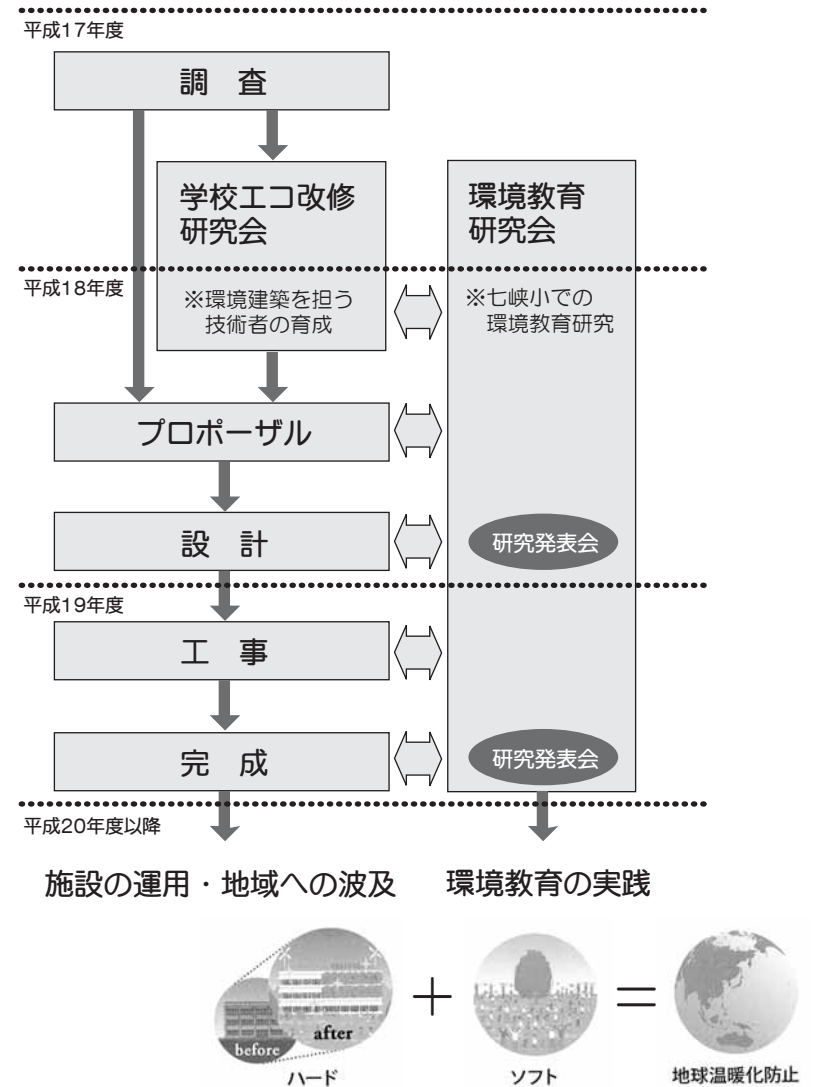 平成17年度
調　査
学校エコ改修
研究会
環境教育
研究会
平成18年度
※環境建築を担う
技術者の育成
※七峡小での
環境教育研究
プロポーザル
設　計
研究発表会
平成19年度
工　事
完　成
研究発表会
平成20年度以降
施設の運用・地域への波及
環境教育の実践
before
after
＋
＝
ハード
ソフト
地球温暖化防止